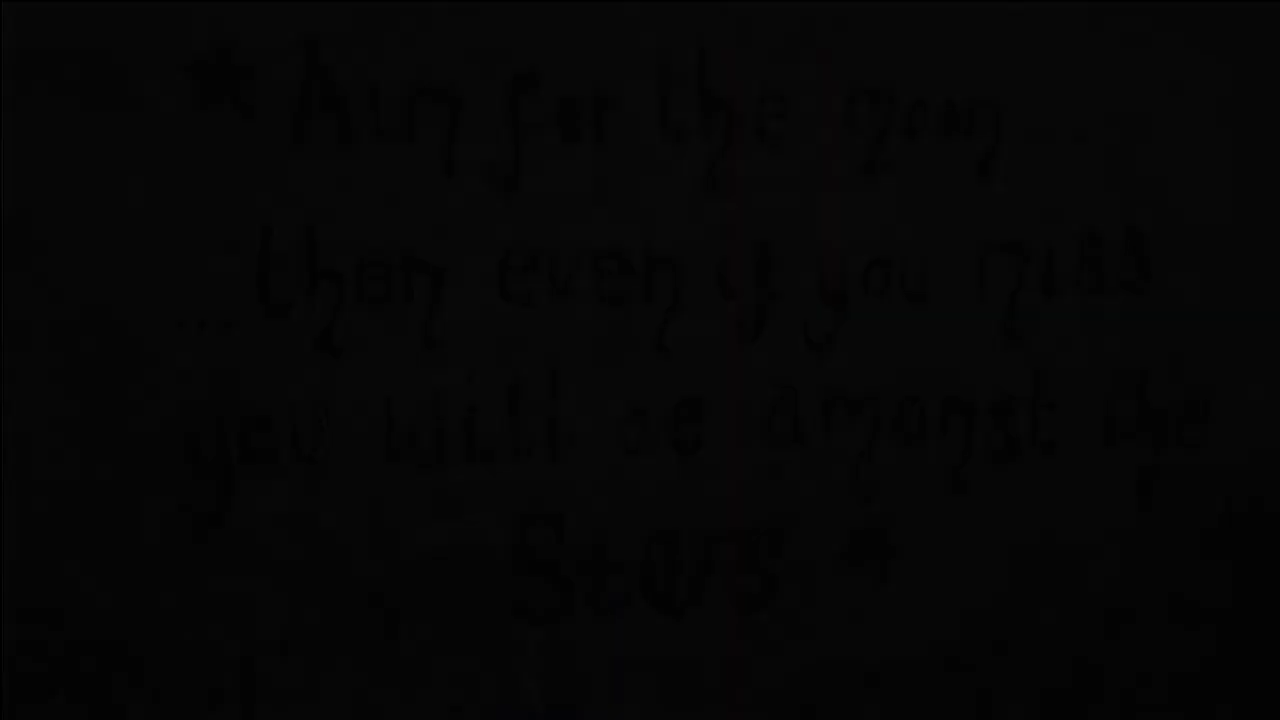 * Aim for the moon...
...then even if you miss
you will be amongst the
Stars *